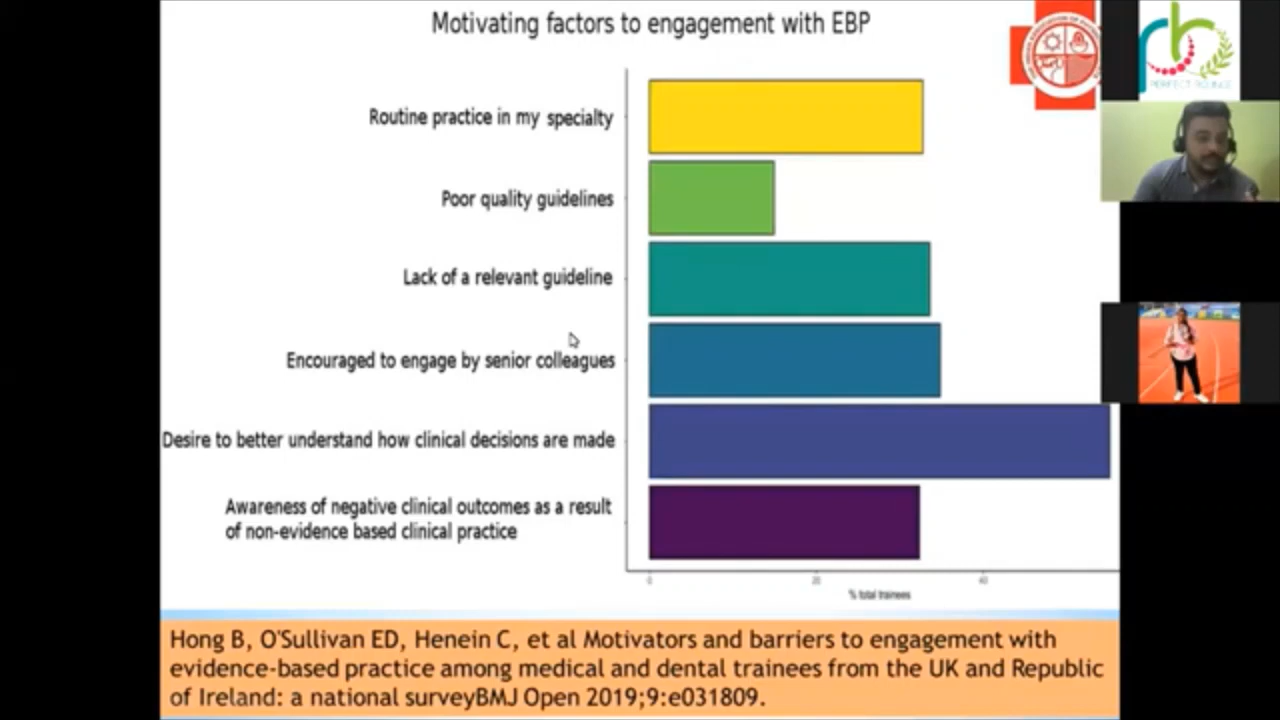 Motivating factors to engagement with EBP
Routine practice in my specialty
Poor quality guidelines
Lack of a relevant guideline
Encouraged to engage by senior colleagues
Desire to better understand how clinical decisions are made
Awareness of negative clinical outcomes as a result
of non-evidence based clinical practice
0 20 40
% total trainees
Hong B, O'Sullivan ED, Henein C, et al Motivators and barriers to engagement with
evidence-based practice among medical and dental trainees from the UK and Republic
of Ireland: a national surveyBMJ Open 2019;9:e031809.